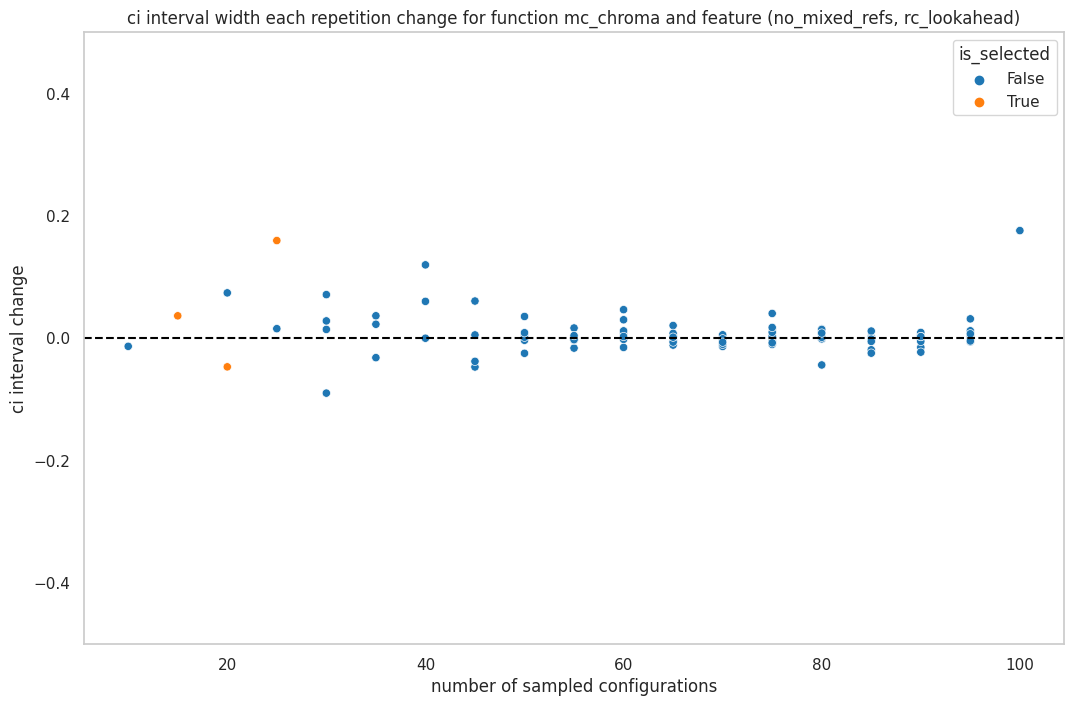 ci interval width each repetition change for function mc_chroma and feature (no_mixed_refs, rc_lookahead)
is_selected
False
True
ci interval change
0.4
0.2
0.0
−0.2
−0.4
20
40
60
80
100
number of sampled configurations